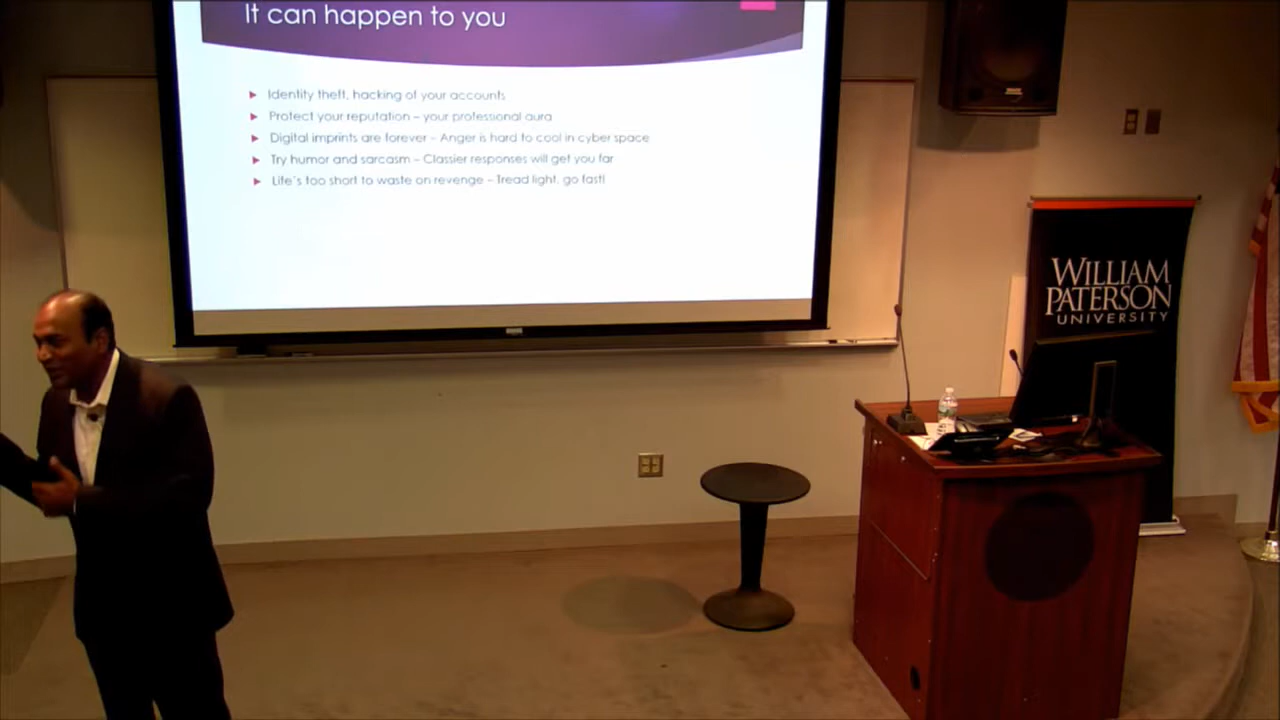 It can happen to you
Identity theft, hacking of your accounts
Protect your reputation – your professional aura
Digital imprints are forever – Anger is hard to cool in cyber space
Try humor and sarcasm – Classier responses will get you far
Life's too short to waste on revenge – Tread light, go fast!
WILLIAM
PATERSON
UNIVERSITY